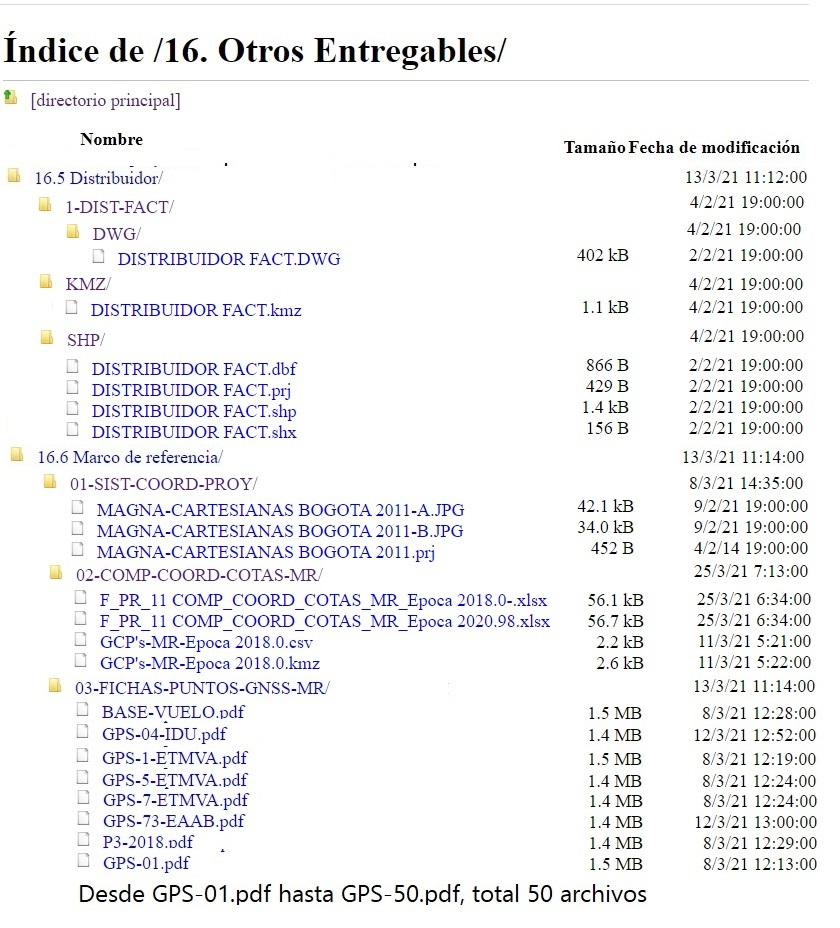 Índice de /16. Otros Entregables/
[directorio principal]
Nombre Tamaño Fecha de modificación
16.5 Distribuidor/ 13/3/21 11:12:00
1-DIST-FACT/ 4/2/21 19:00:00
DWG/ 4/2/21 19:00:00
DISTRIBUIDOR FACT.DWG 402 kB 2/2/21 19:00:00
KMZ/ 4/2/21 19:00:00
DISTRIBUIDOR FACT.kmz 1.1 kB 4/2/21 19:00:00
SHP/ 4/2/21 19:00:00
DISTRIBUIDOR FACT.dbf 866 B 2/2/21 19:00:00
DISTRIBUIDOR FACT.prj 429 B 2/2/21 19:00:00
DISTRIBUIDOR FACT.shp 1.4 kB 2/2/21 19:00:00
DISTRIBUIDOR FACT.shx 156 B 2/2/21 19:00:00
16.6 Marco de referencia/ 13/3/21 11:14:00
01-SIST-COORD-PROY/ 8/3/21 14:35:00
MAGNA-CARTESIANAS BOGOTA 2011-A.JPG 42.1 kB 9/2/21 19:00:00
MAGNA-CARTESIANAS BOGOTA 2011-B.JPG 34.0 kB 9/2/21 19:00:00
MAGNA-CARTESIANAS BOGOTA 2011.prj 452 B 4/2/14 19:00:00
02-COMP-COORD-COTAS-MR/ 25/3/21 7:13:00
F_PR_11 COMP_COORD_COTAS_MR_Epoca 2018.0-.xlsx 56.1 kB 25/3/21 6:34:00
F_PR_11 COMP_COORD_COTAS_MR_Epoca 2020.98.xlsx 56.7 kB 25/3/21 6:34:00
GCP's-MR-Epoca 2018.0.csv 2.2 kB 11/3/21 5:21:00
GCP's-MR-Epoca 2018.0.kmz 2.6 kB 11/3/21 5:22:00
03-FICHAS-PUNTOS-GNSS-MR/ 13/3/21 11:14:00
BASE-VUELO.pdf 1.5 MB 8/3/21 12:28:00
GPS-04-IDU.pdf 1.4 MB 12/3/21 12:52:00
GPS-1-ETMVA.pdf 1.5 MB 8/3/21 12:19:00
GPS-5-ETMVA.pdf 1.4 MB 8/3/21 12:24:00
GPS-7-ETMVA.pdf 1.4 MB 8/3/21 12:24:00
GPS-73-EAAB.pdf 1.4 MB 12/3/21 13:00:00
P3-2018.pdf 1.4 MB 8/3/21 12:29:00
GPS-01.pdf 1.5 MB 8/3/21 12:13:00
Desde GPS-01.pdf hasta GPS-50.pdf, total 50 archivos